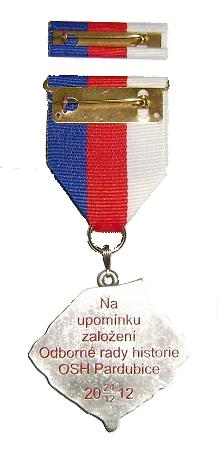 Na
upomínku
založení
Odborné rady historie
OSH Pardubice
20 24/12 12